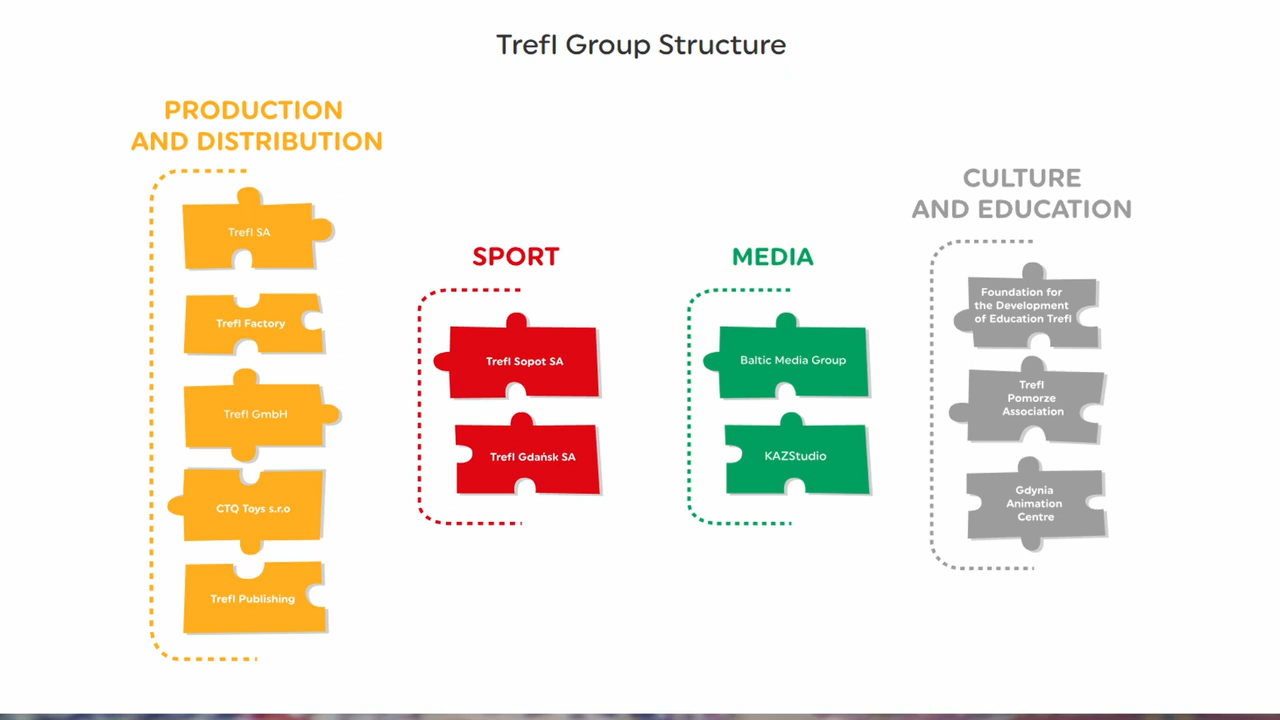 Trefl Group Structure
PRODUCTION
AND DISTRIBUTION
Trefl SA
Trefl Factory
Trefl GmbH
CTQ Toys s.r.o
Trefl Publishing
SPORT
Trefl Sopot SA
Trefl Gdańsk SA
MEDIA
Baltic Media Group
KAZStudio
CULTURE
AND EDUCATION
Foundation for
the Development
of Education Trefl
Trefl
Pomorze
Association
Gdynia
Animation
Centre